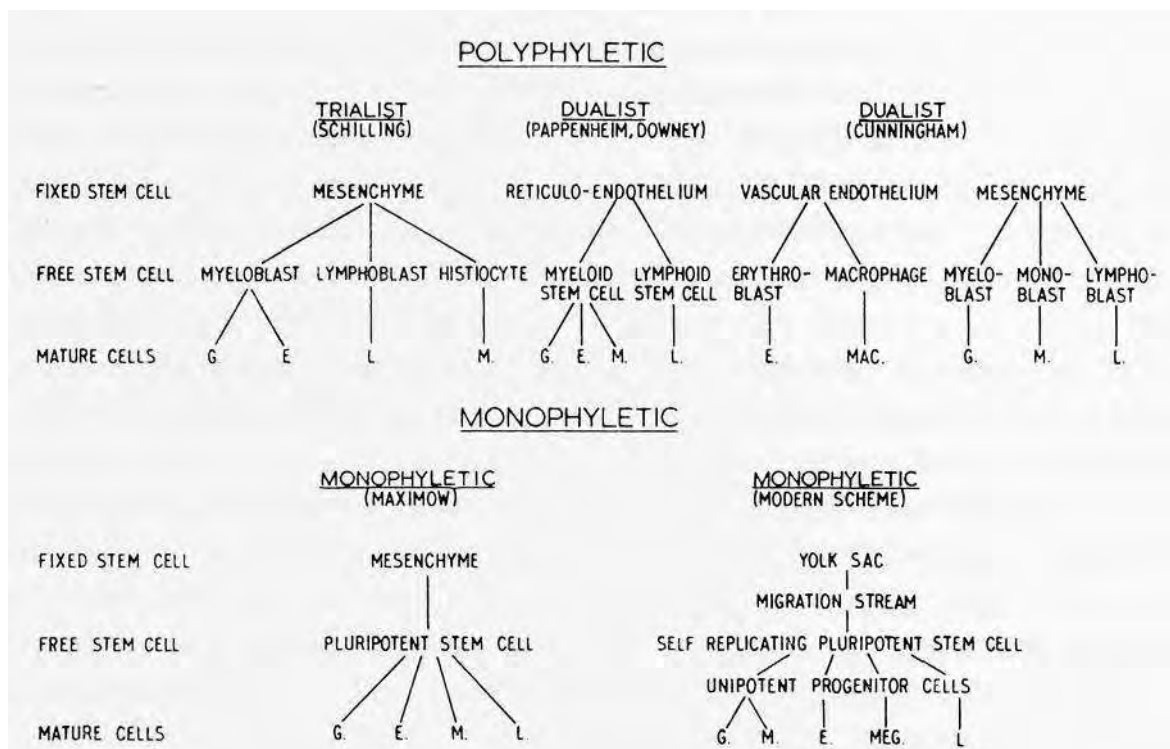 POLYPHYLETIC
TRIALIST DUALIST DUALIST
(SCHILLING) (PAPPENHEIM, DOWNEY) (CUNNINGHAM)
FIXED STEM CELL MESENCHYME RETICULO-ENDOTHELIUM VASCULAR ENDOTHELIUM MESENCHYME
FREE STEM CELL MYELOBLAST LYMPHOBLAST HISTIOCYTE MYELOID LYMPHOID ERYTHRO- MACROPHAGE MYELO- MONO- LYMPHO-
STEM CELL STEM CELL BLAST BLAST BLAST BLAST
MATURE CELLS G. E. L. M. G. E. M. L. E. MAC. G. M. L.
MONOPHYLETIC
MONOPHYLETIC MONOPHYLETIC
(MAXIMOW) (MODERN SCHEME)
FIXED STEM CELL MESENCHYME YOLK SAC
MIGRATION STREAM
FREE STEM CELL PLURIPOTENT STEM CELL SELF REPLICATING PLURIPOTENT STEM CELL
UNIPOTENT PROGENITOR CELLS
MATURE CELLS G. E. M. L. G. M. E. MEG. L.